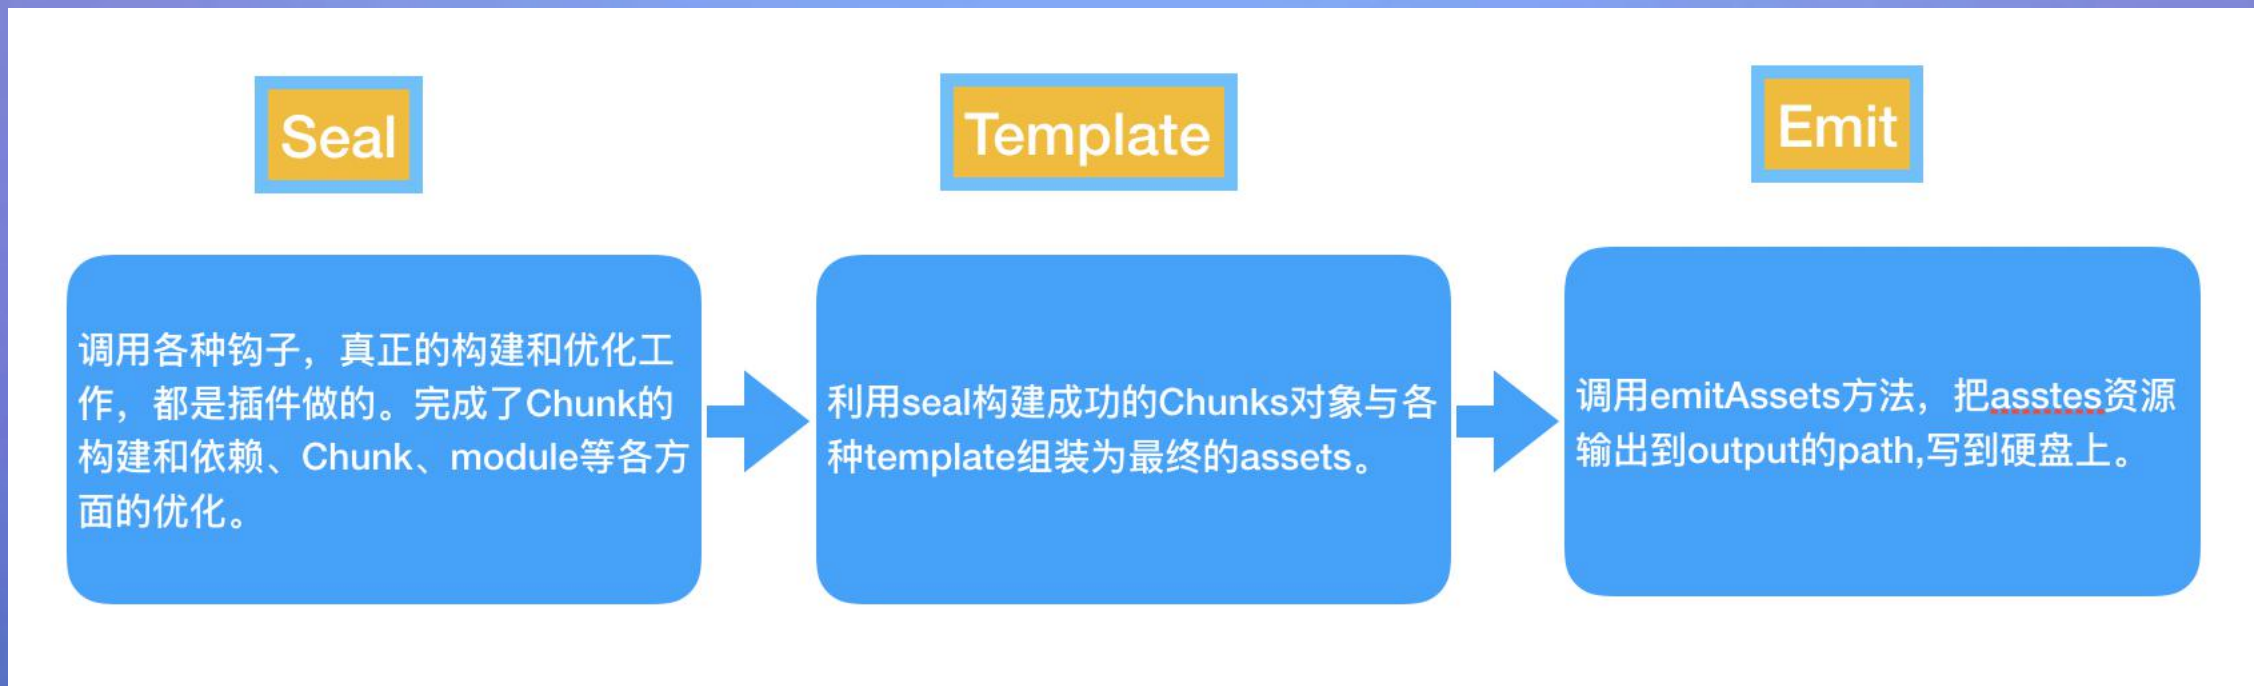 Seal
Template
Emit
调用各种钩子，真正的构建和优化工
作，都是插件做的。完成了Chunk的
构建和依赖、Chunk、module等各方
面的优化。
利用seal构建成功的Chunks对象与各
种template组装为最终的assets。
调用emitAssets方法，把asstes资源
输出到output的path,写到硬盘上。